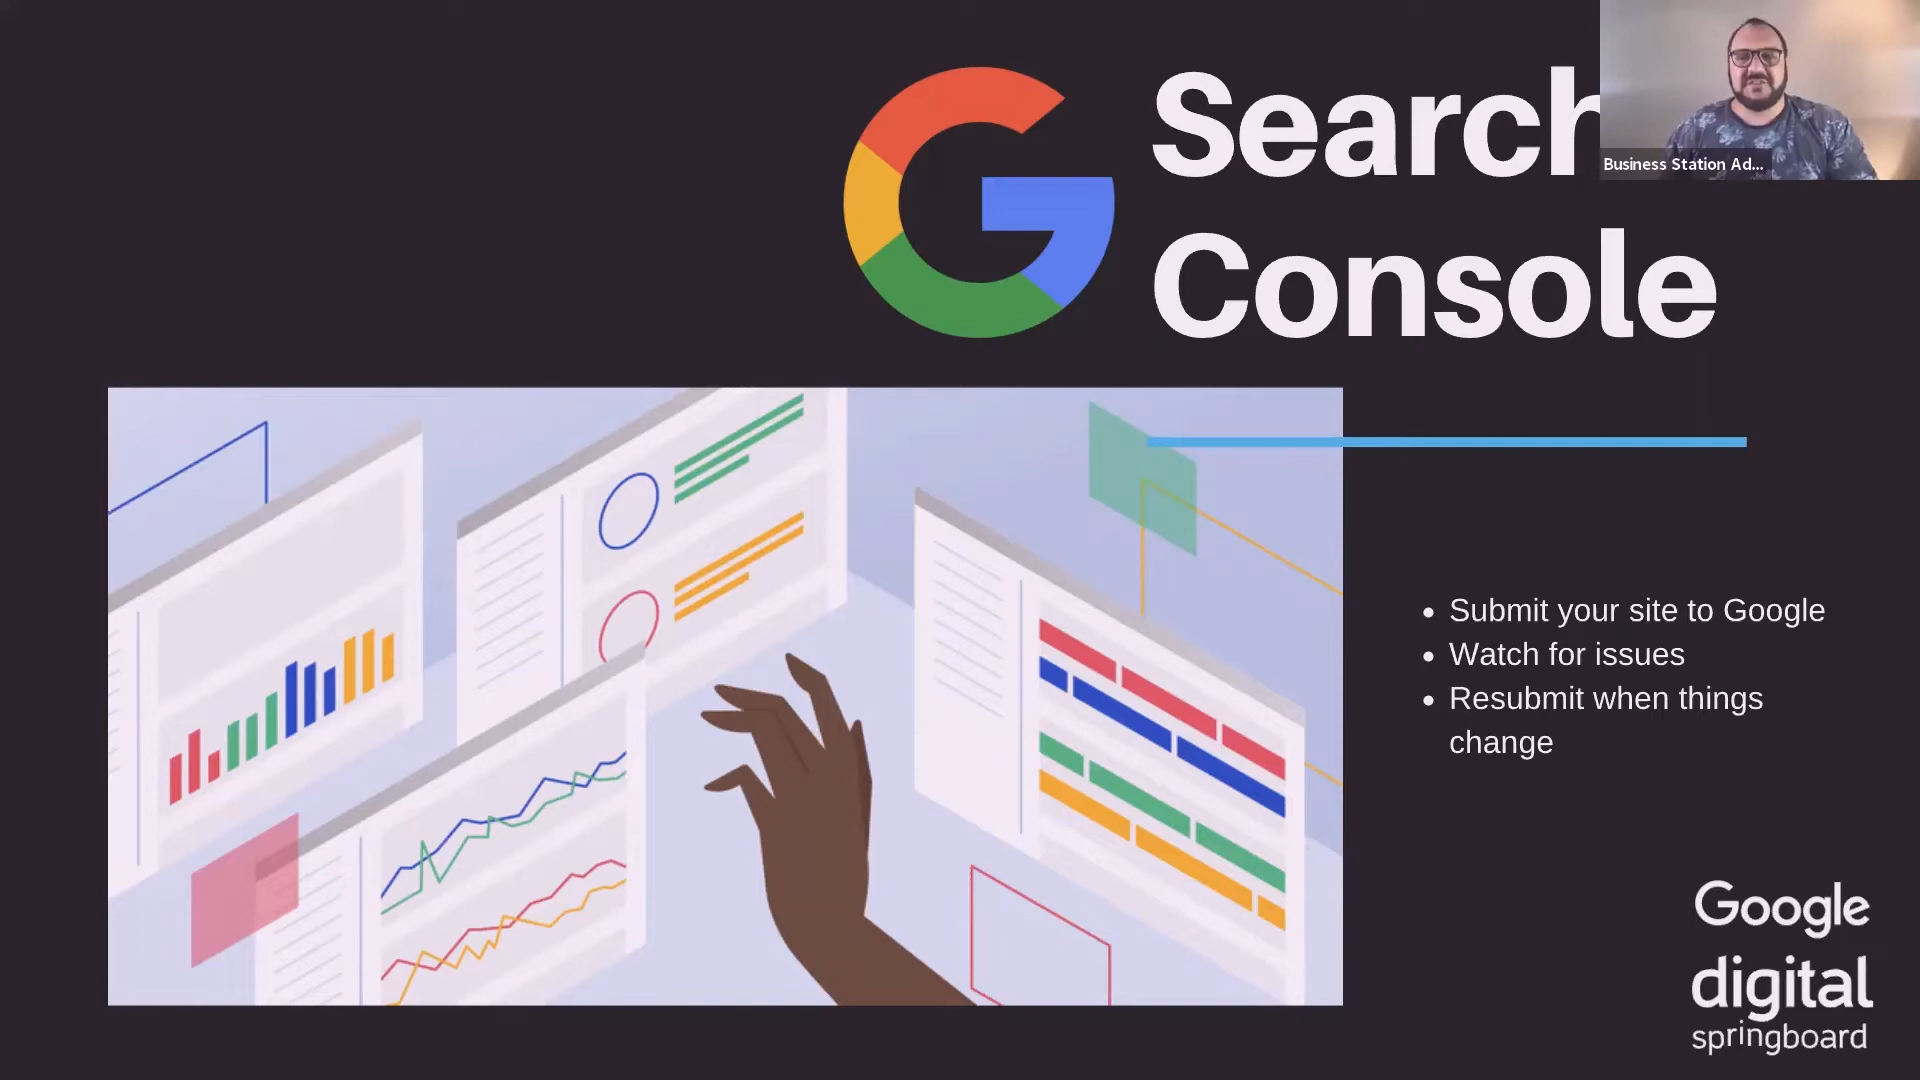 Search
Console
Business Station Ad...
Submit your site to Google
Watch for issues
Resubmit when things
change
Google
digital
springboard